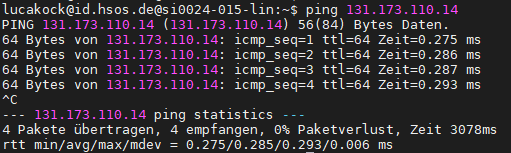 lucakock@id.hsos.de@si0024-015-lin:~$ ping 131.173.110.14
PING 131.173.110.14 (131.173.110.14) 56(84) Bytes Daten.
64 Bytes von 131.173.110.14: icmp_seq=1 ttl=64 Zeit=0.275 ms
64 Bytes von 131.173.110.14: icmp_seq=2 ttl=64 Zeit=0.286 ms
64 Bytes von 131.173.110.14: icmp_seq=3 ttl=64 Zeit=0.287 ms
64 Bytes von 131.173.110.14: icmp_seq=4 ttl=64 Zeit=0.293 ms
^C
--- 131.173.110.14 ping statistics ---
4 Pakete übertragen, 4 empfangen, 0% Paketverlust, Zeit 3078ms
rtt min/avg/max/mdev = 0.275/0.285/0.293/0.006 ms